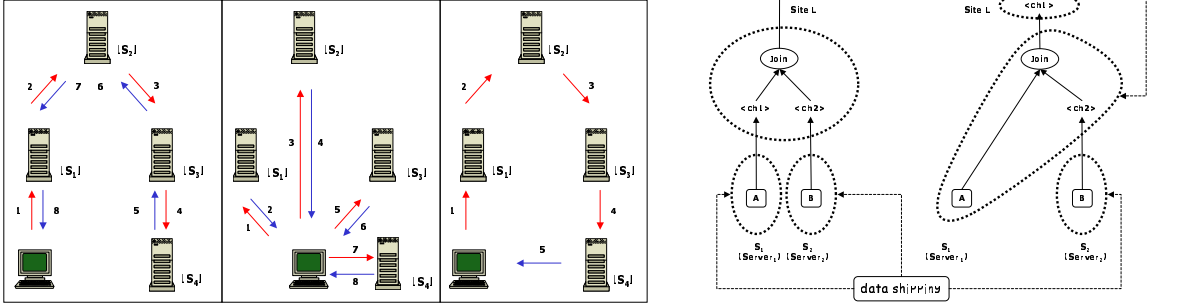 [S2]
2
7
6
3
[S1]
[S3]
1
8
5
4
[S4]
[S2]
3
4
[S1]
[S3]
1
2
5
6
7
8
[S4]
[S2]
2
3
[S1]
[S3]
1
4
5
[S4]
Site L
Join
<ch1>
<ch2>
A
B
S1
(Server1)
S2
(Server2)
Site L
<ch1>
Join
<ch2>
A
B
S1
(Server1)
S2
(Server2)
data shipping